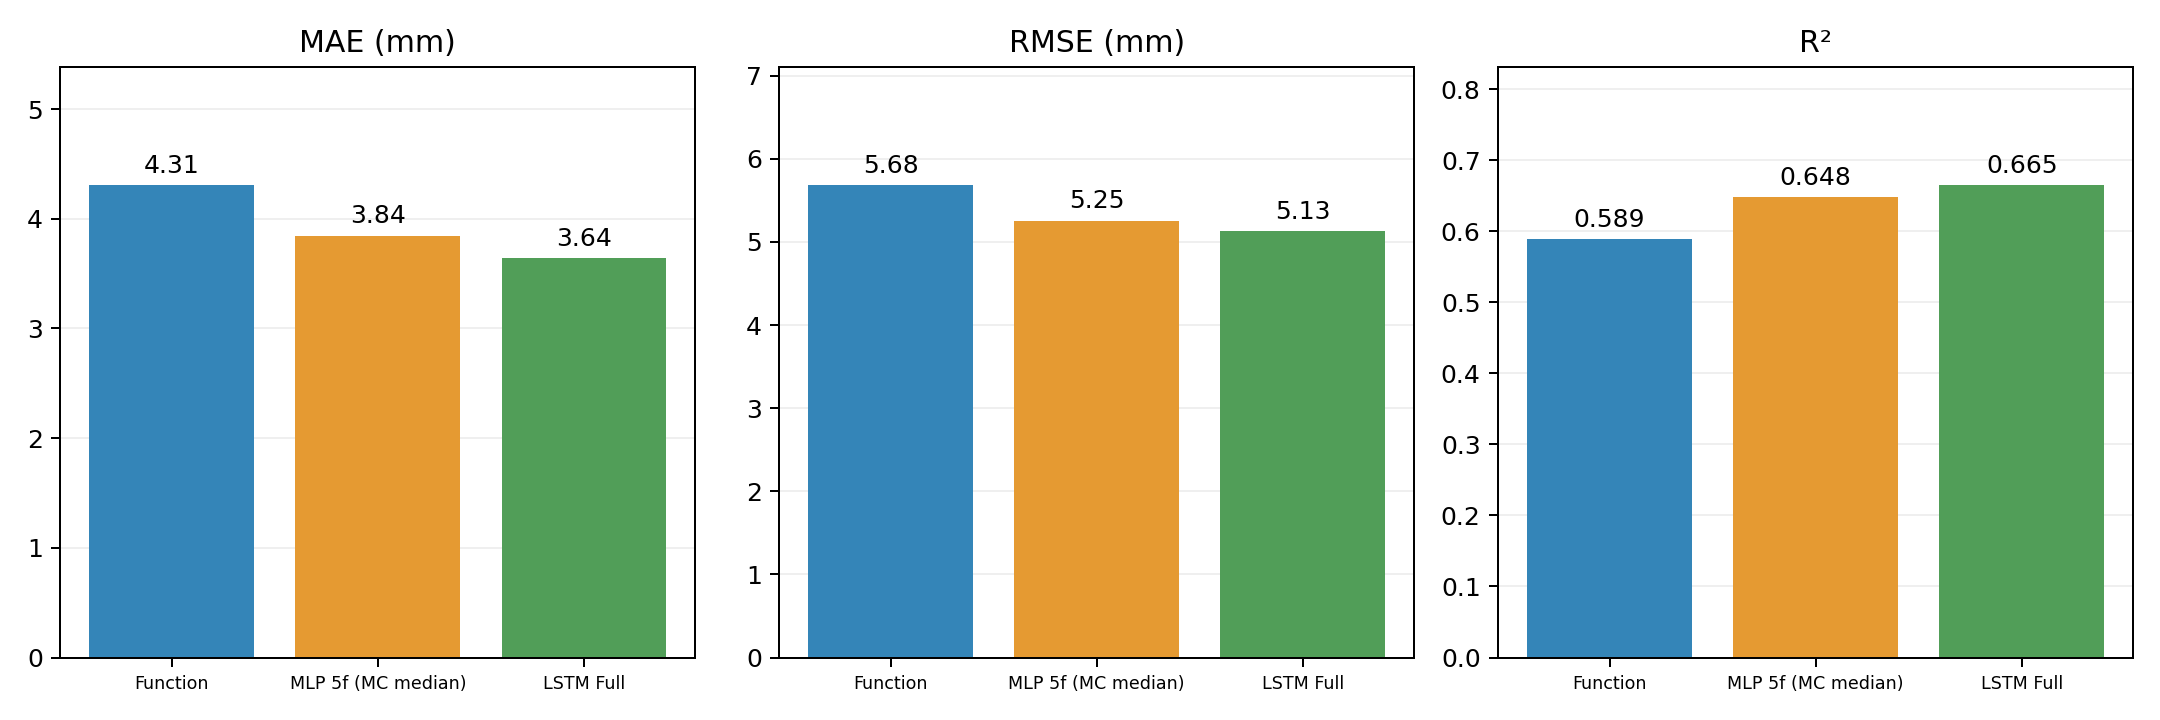 MAE (mm)
5
4
3
2
1
0
4.31
3.84
3.64
Function
MLP 5f (MC median)
LSTM Full
RMSE (mm)
7
6
5
4
3
2
1
0
5.68
5.25
5.13
Function
MLP 5f (MC median)
LSTM Full
R²
0.8
0.7
0.6
0.5
0.4
0.3
0.2
0.1
0.0
0.589
0.648
0.665
Function
MLP 5f (MC median)
LSTM Full